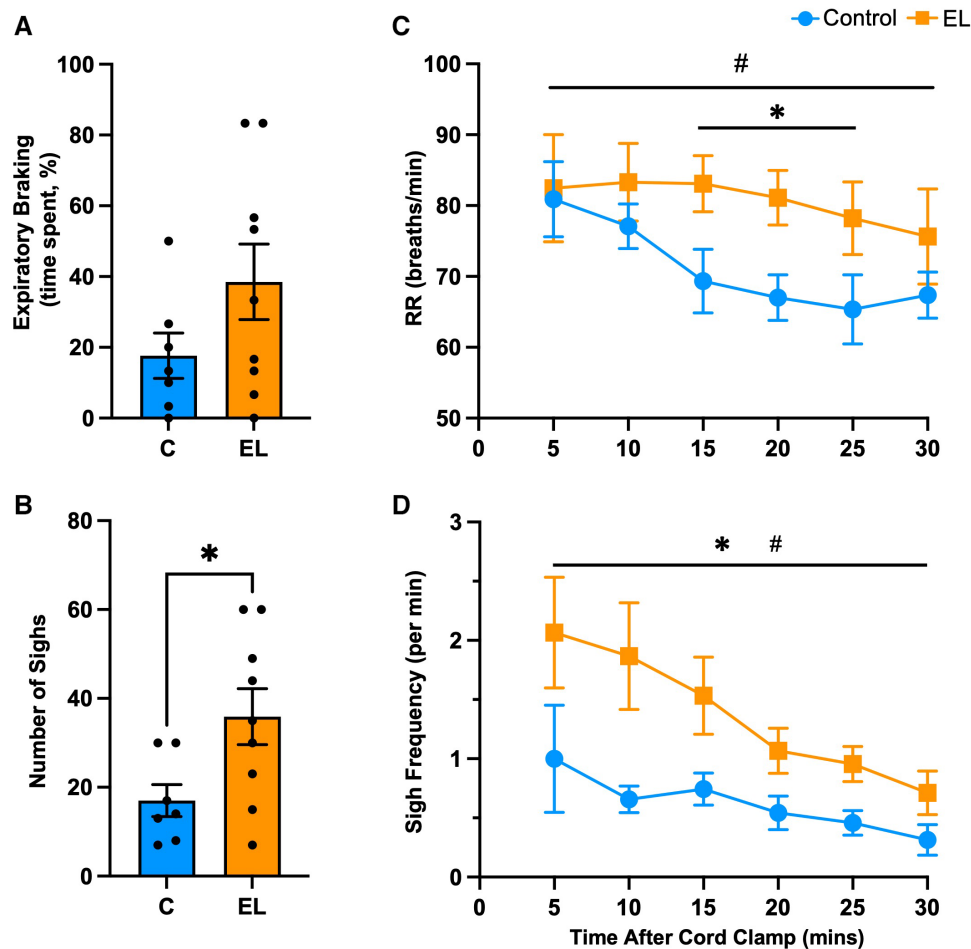 Control EL
A
Expiratory Braking
(time spent, %)
100
80
60
40
20
0
C EL
C
RR (breaths/min)
100
90
80
70
60
50
#
*
0 5 10 15 20 25 30
B
Number of Sighs
80
60
40
20
0
*
C EL
D
Sigh Frequency (per min)
3
2
1
0
* #
0 5 10 15 20 25 30
Time After Cord Clamp (mins)